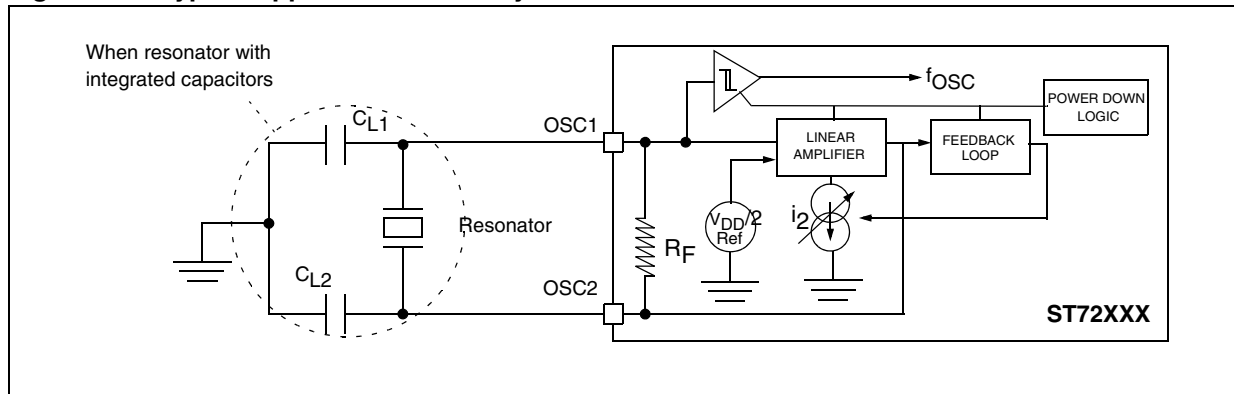 When resonator with
integrated capacitors
CL1
OSC1
fOSC
POWER DOWN
LOGIC
LINEAR
AMPLIFIER
FEEDBACK
LOOP
Resonator
RF
VDD/2
Ref
i2
CL2
OSC2
ST72XXX